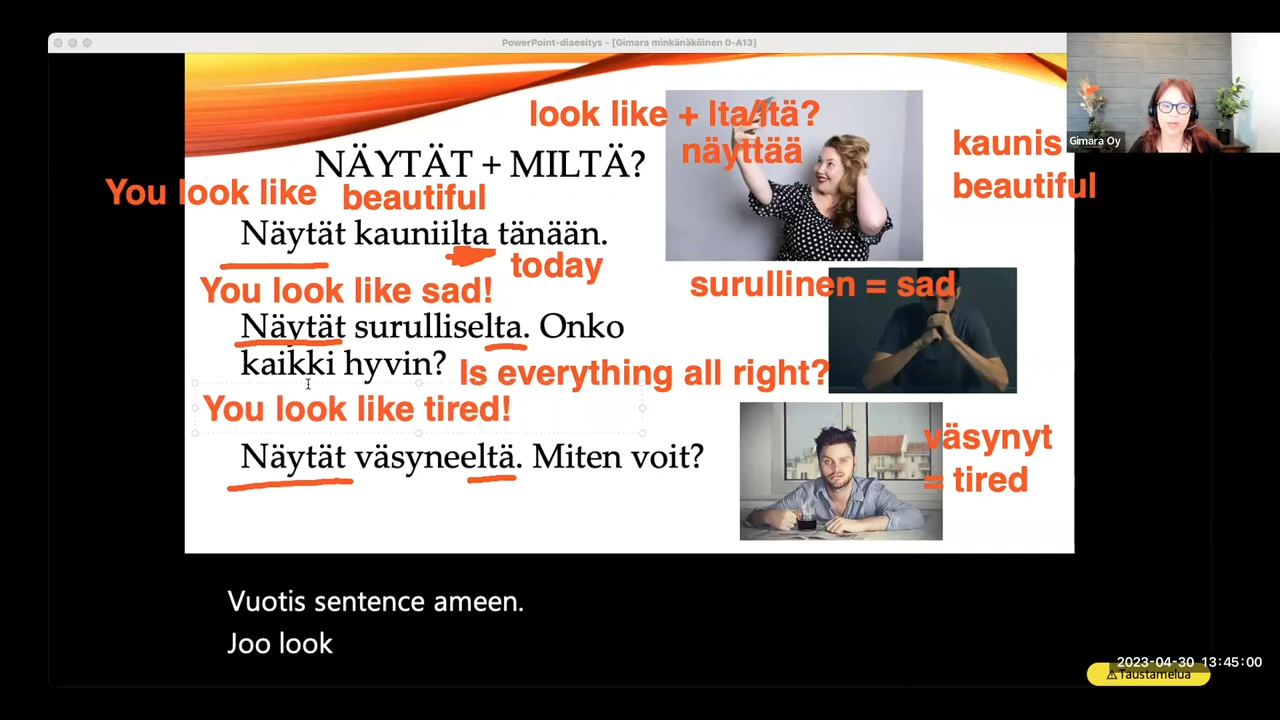 PowerPoint-diaesitys - [Gimara minkänäköinen 0-A13]
look like + lta/ltä?
näyttää
kaunis
beautiful
Gimara Oy
NÄYTÄT + MILTÄ?
You look like beautiful
Näytät kauniilta tänään.
today
You look like sad!
surullinen = sad
Näytät surulliselta. Onko
kaikki hyvin?
Is everything all right?
You look like tired!
väsynyt
= tired
Näytät väsyneeltä. Miten voit?
Vuotis sentence ameen.
Joo look
2023-04-30 13:45:00
⚠Taustamelua